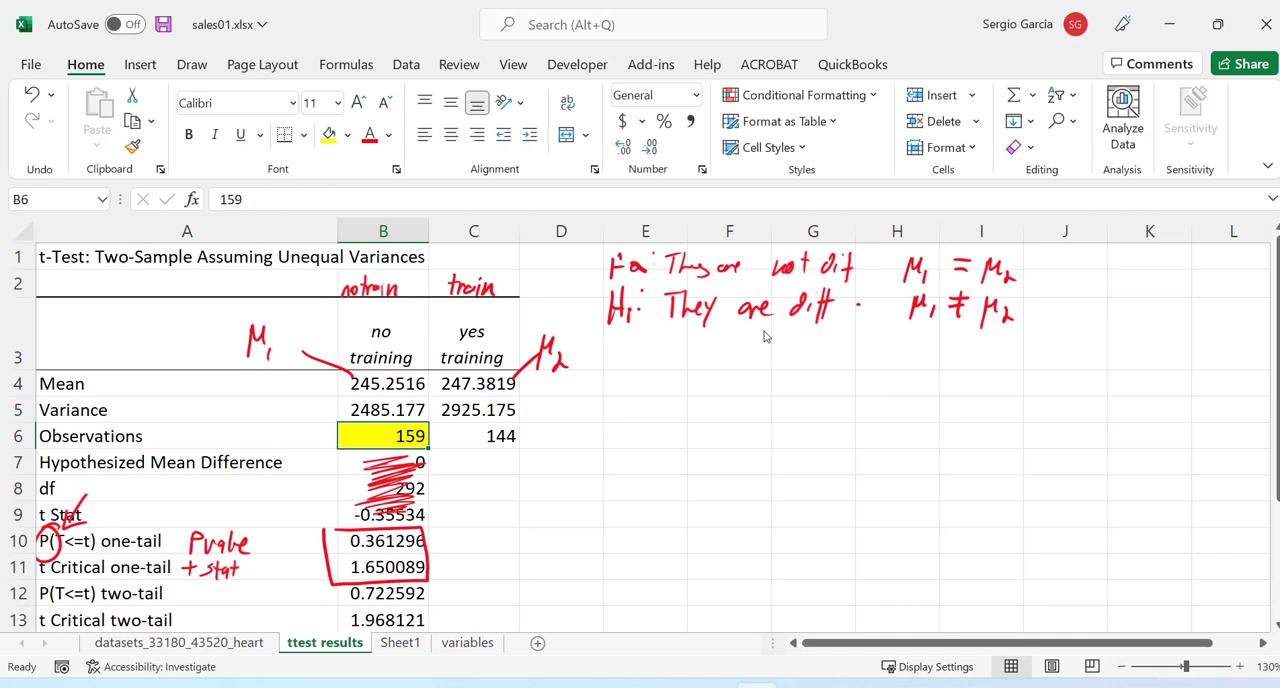 AutoSave Off sales01.xlsx Search (Alt+Q) Sergio Garcia SG
File Home Insert Draw Page Layout Formulas Data Review View Developer Add-ins Help ACROBAT QuickBooks Comments Share
Calibri 11 General Conditional Formatting Insert
Paste B I U $ % 9 Format as Table Delete Analyze Data Sensitivity
Cell Styles Format
Undo Clipboard Font Alignment Number Styles Cells Editing Analysis Sensitivity
B6 fx 159
A B C D E F G H I J K L
1 t-Test: Two-Sample Assuming Unequal Variances They are not dif μ1 = μ2
2 notrain train H1: They are diff. μ1 ≠ μ2
3 μ1 no training yes training μ2
4 Mean 245.2516 247.3819
5 Variance 2485.177 2925.175
6 Observations 159 144
7 Hypothesized Mean Difference 0
8 df 292
9 t Stat -0.35534
10 P(T<=t) one-tail Pvalue 0.361296
11 t Critical one-tail t stat 1.650089
12 P(T<=t) two-tail 0.722592
13 t Critical two-tail 1.968121
datasets_33180_43520_heart ttest results Sheet1 variables
Ready Accessibility: Investigate Display Settings 130%